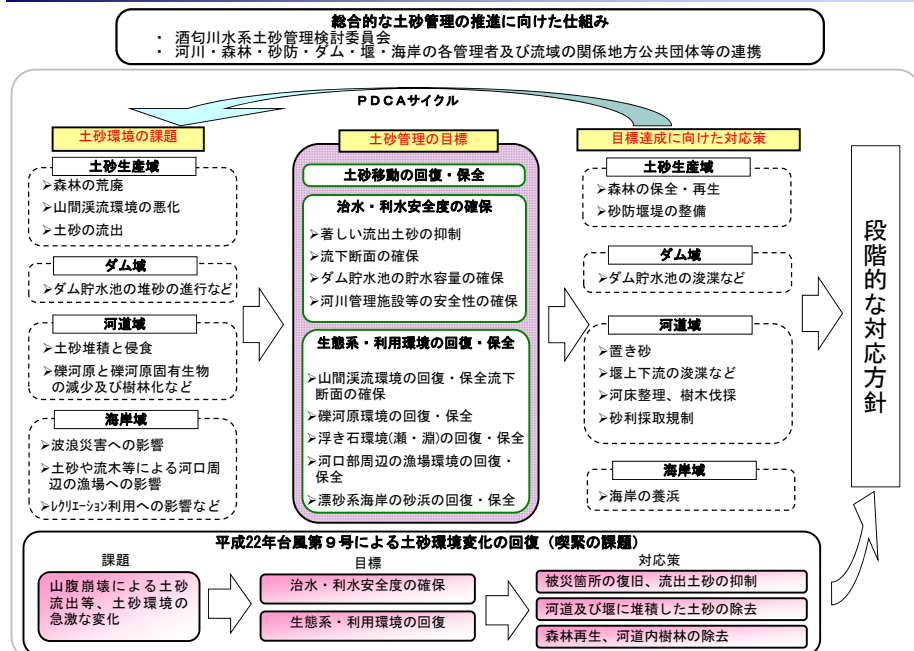 総合的な土砂管理の推進に向けた仕組み
・ 酒匂川水系土砂管理検討委員会
・ 河川・森林・砂防・ダム・堰・海岸の各管理者及び流域の関係地方公共団体等の連携
PDCAサイクル
土砂環境の課題
土砂生産域
➢森林の荒廃
➢山間渓流環境の悪化
➢土砂の流出
ダム域
➢ダム貯水池の堆砂の進行など
河道域
➢土砂堆積と侵食
➢礫河原と礫河原固有生物
の減少及び樹林化など
海岸域
➢波浪災害への影響
➢土砂や流木等による河口周
辺の漁場への影響
➢ﾚｸﾘｴｰｼｮﾝ利用への影響など
土砂管理の目標
土砂移動の回復・保全
治水・利水安全度の確保
➢著しい流出土砂の抑制
➢流下断面の確保
➢ダム貯水池の貯水容量の確保
➢河川管理施設等の安全性の確保
生態系・利用環境の回復・保全
➢山間渓流環境の回復・保全流下
断面の確保
➢礫河原環境の回復・保全
➢浮き石環境(瀬・淵)の回復・保全
➢河口部周辺の漁場環境の回復・
保全
➢漂砂系海岸の砂浜の回復・保全
目標達成に向けた対応策
土砂生産域
➢森林の保全・再生
➢砂防堰堤の整備
ダム域
➢ダム貯水池の浚渫など
河道域
➢置き砂
➢堰上下流の浚渫など
➢河床整理、樹木伐採
➢砂利採取規制
海岸域
➢海岸の養浜
段階的な対応方針
平成22年台風第９号による土砂環境変化の回復（喫緊の課題）
課題
山腹崩壊による土砂
流出等、土砂環境の
急激な変化
目標
治水・利水安全度の確保
生態系・利用環境の回復
対応策
被災箇所の復旧、流出土砂の抑制
河道及び堰に堆積した土砂の除去
森林再生、河道内樹林の除去